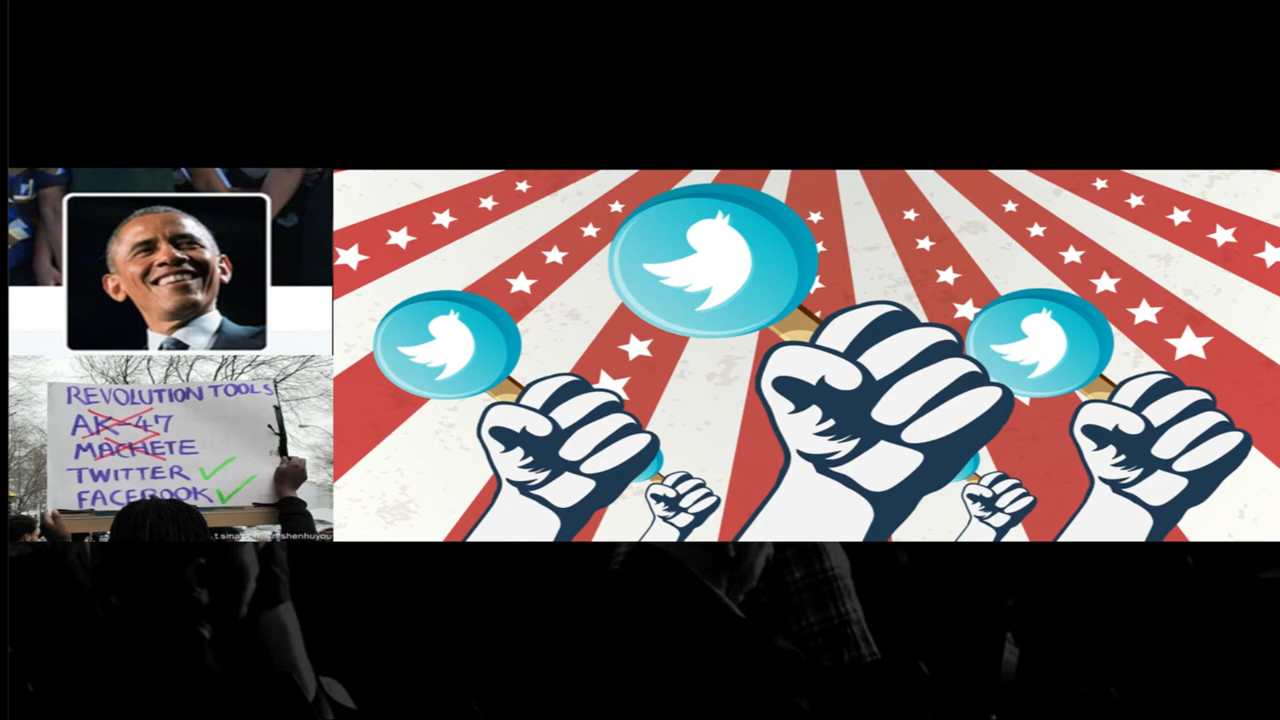 REVOLUTION TOOLS
AK-47
MACHETE
TWITTER
FACEBOOK